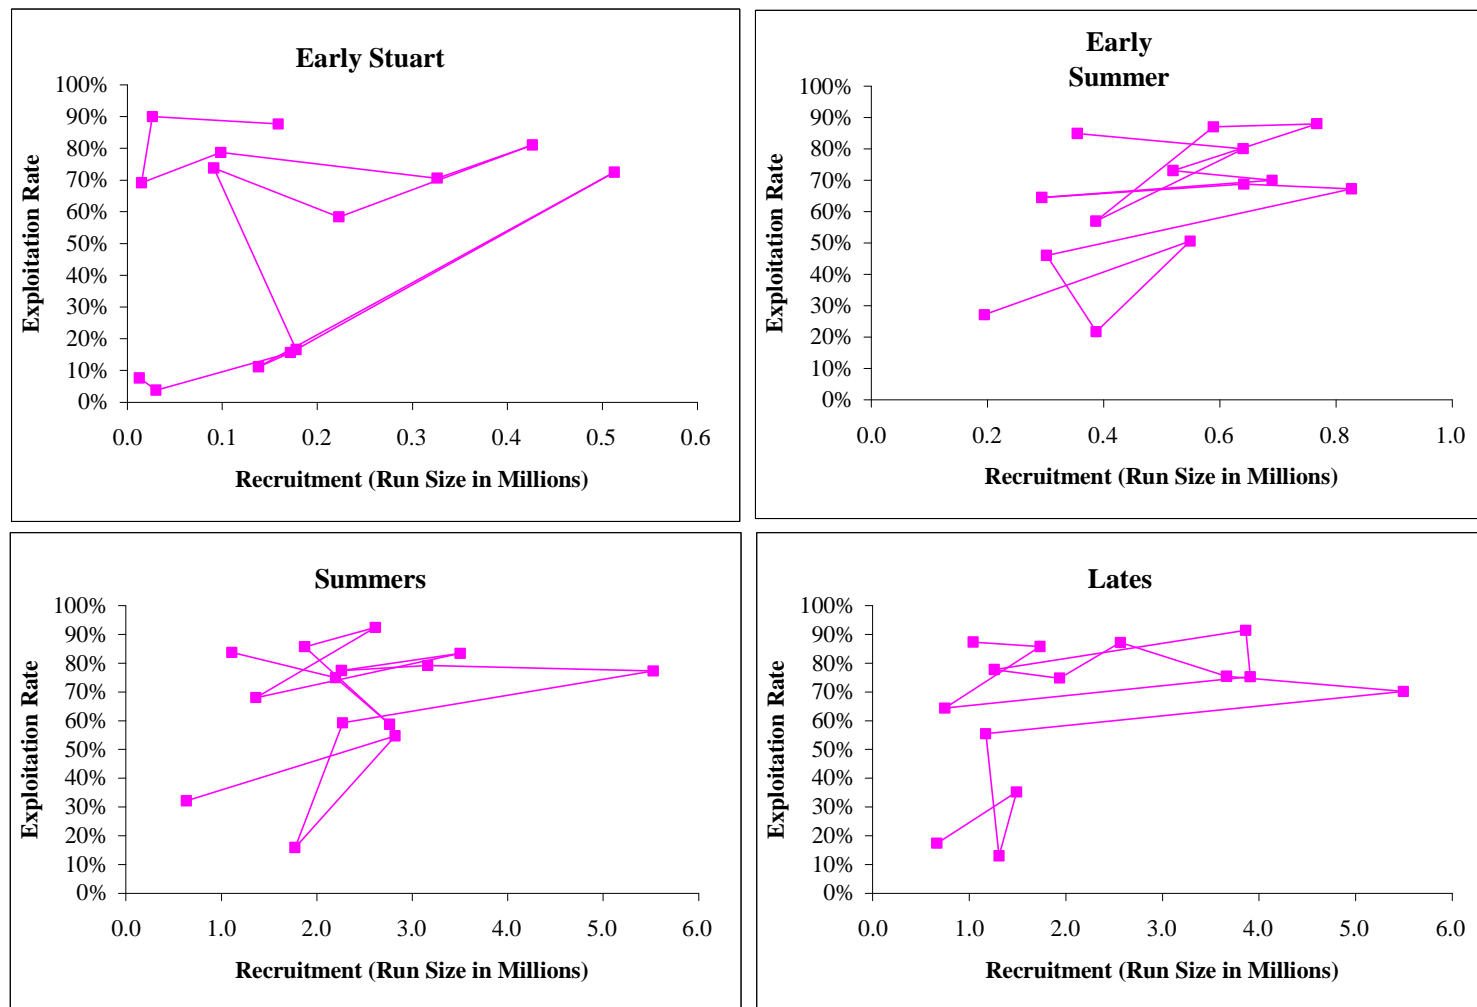 Early Stuart
100%
90%
80%
70%
60%
50%
40%
30%
20%
10%
0%
Exploitation Rate
0.0 0.1 0.2 0.3 0.4 0.5 0.6
Recruitment (Run Size in Millions)
Early
Summer
100%
90%
80%
70%
60%
50%
40%
30%
20%
10%
0%
Exploitation Rate
0.0 0.2 0.4 0.6 0.8 1.0
Recruitment (Run Size in Millions)
Summers
100%
90%
80%
70%
60%
50%
40%
30%
20%
10%
0%
Exploitation Rate
0.0 1.0 2.0 3.0 4.0 5.0 6.0
Recruitment (Run Size in Millions)
Lates
100%
90%
80%
70%
60%
50%
40%
30%
20%
10%
0%
Exploitation Rate
0.0 1.0 2.0 3.0 4.0 5.0 6.0
Recruitment (Run Size in Millions)